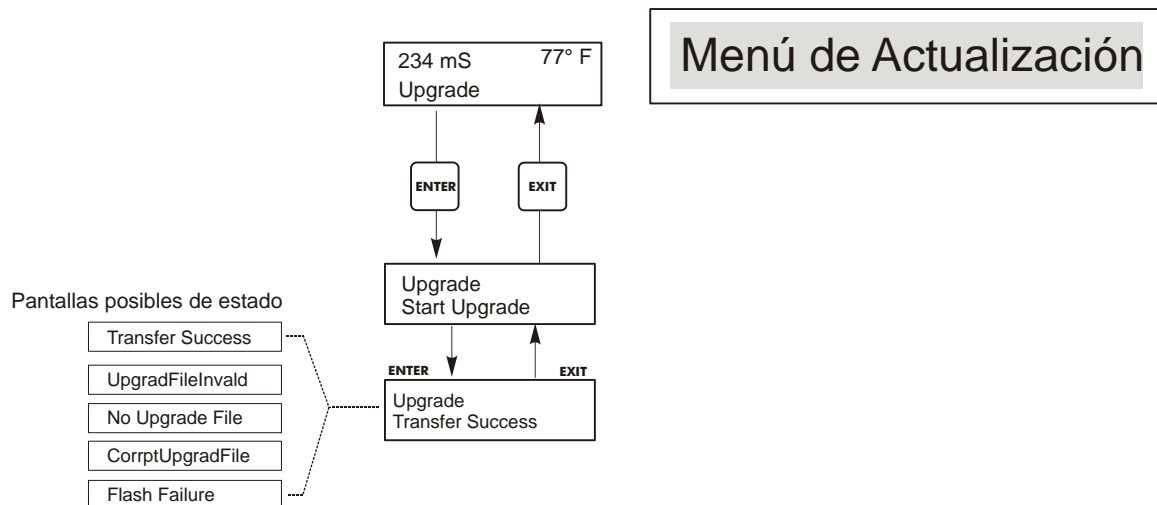 Menú de Actualización
234 mS 77° F
Upgrade
ENTER EXIT
Upgrade
Start Upgrade
Pantallas posibles de estado
Transfer Success
UpgradFileInvald
No Upgrade File
CorrptUpgradFile
Flash Failure
ENTER EXIT
Upgrade
Transfer Success